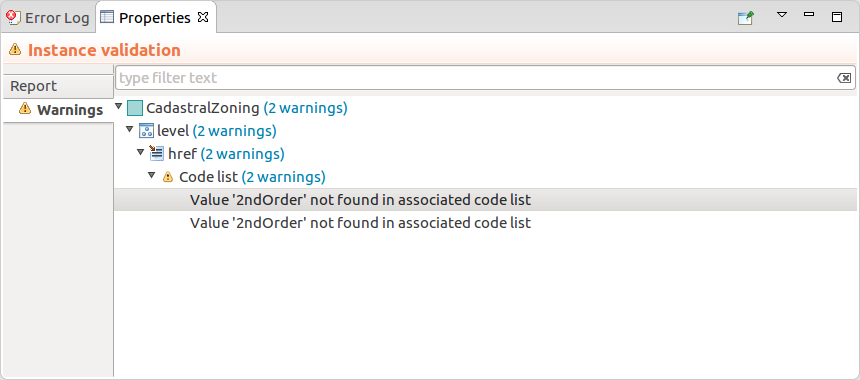 Error Log Properties
Instance validation
Report
type filter text
Warnings
CadastralZoning (2 warnings)
level (2 warnings)
href (2 warnings)
Code list (2 warnings)
Value '2ndOrder' not found in associated code list
Value '2ndOrder' not found in associated code list